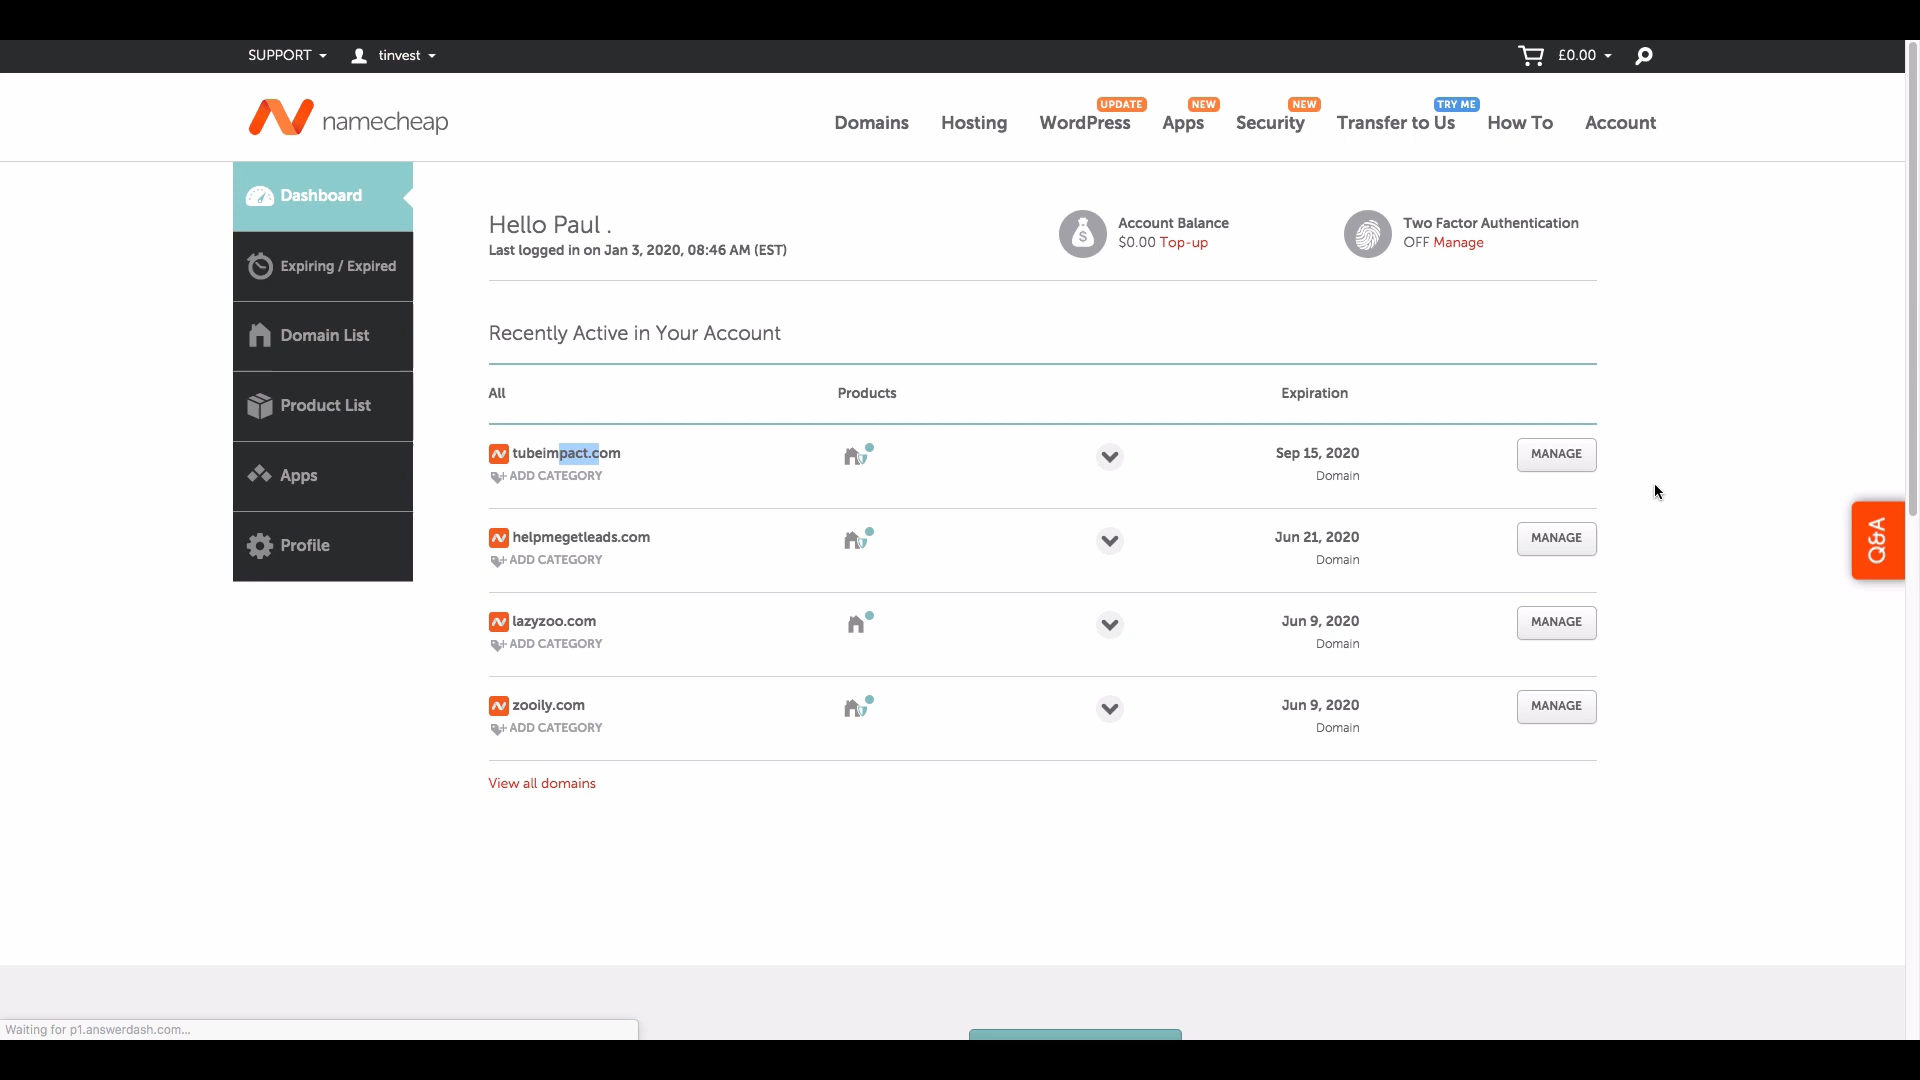 SUPPORT tinvest £0.00
namecheap
UPDATE NEW NEW TRY ME
Domains Hosting WordPress Apps Security Transfer to Us How To Account
Dashboard
Expiring / Expired
Domain List
Product List
Apps
Profile
Hello Paul .
Last logged in on Jan 3, 2020, 08:46 AM (EST)
Account Balance
$0.00 Top-up
Two Factor Authentication
OFF Manage
Recently Active in Your Account
All Products Expiration
tubeimpact.com Sep 15, 2020 MANAGE
ADD CATEGORY Domain
helpmegetleads.com Jun 21, 2020 MANAGE
ADD CATEGORY Domain
lazyzoo.com Jun 9, 2020 MANAGE
ADD CATEGORY Domain
zooily.com Jun 9, 2020 MANAGE
ADD CATEGORY Domain
View all domains
Q&A
Waiting for p1.answerdash.com...